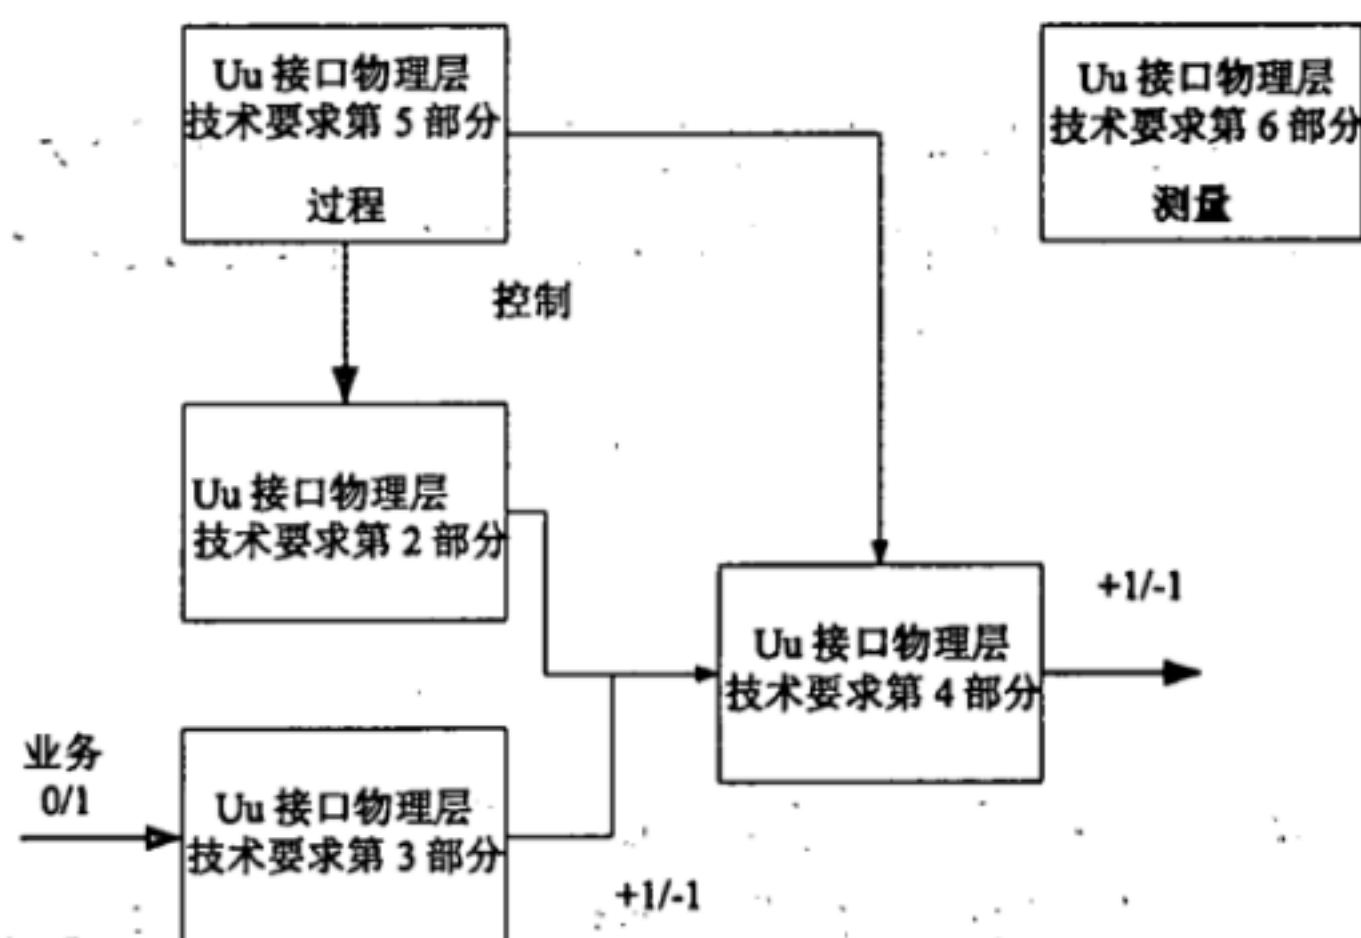 Uu 接口物理层
技术要求第 5 部分
过程
Uu 接口物理层
技术要求第 6 部分
测量
控制
Uu 接口物理层
技术要求第 2 部分
+1/-1
Uu 接口物理层
技术要求第 4 部分
业务
0/1
Uu 接口物理层
技术要求第 3 部分
+1/-1